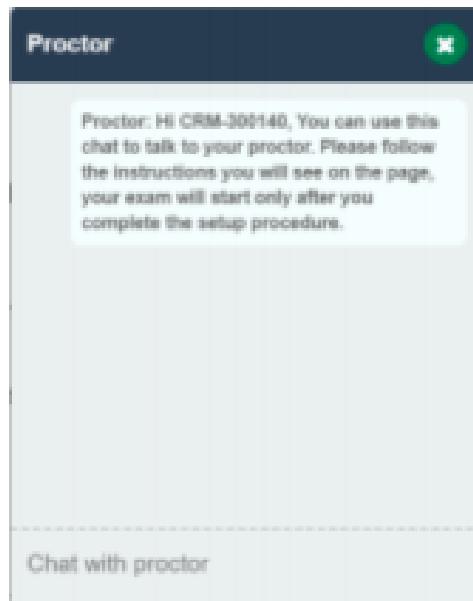 Proctor
Proctor: Hi CRM-300140, You can use this
chat to talk to your proctor. Please follow
the instructions you will see on the page,
your exam will start only after you
complete the setup procedure.
Chat with proctor